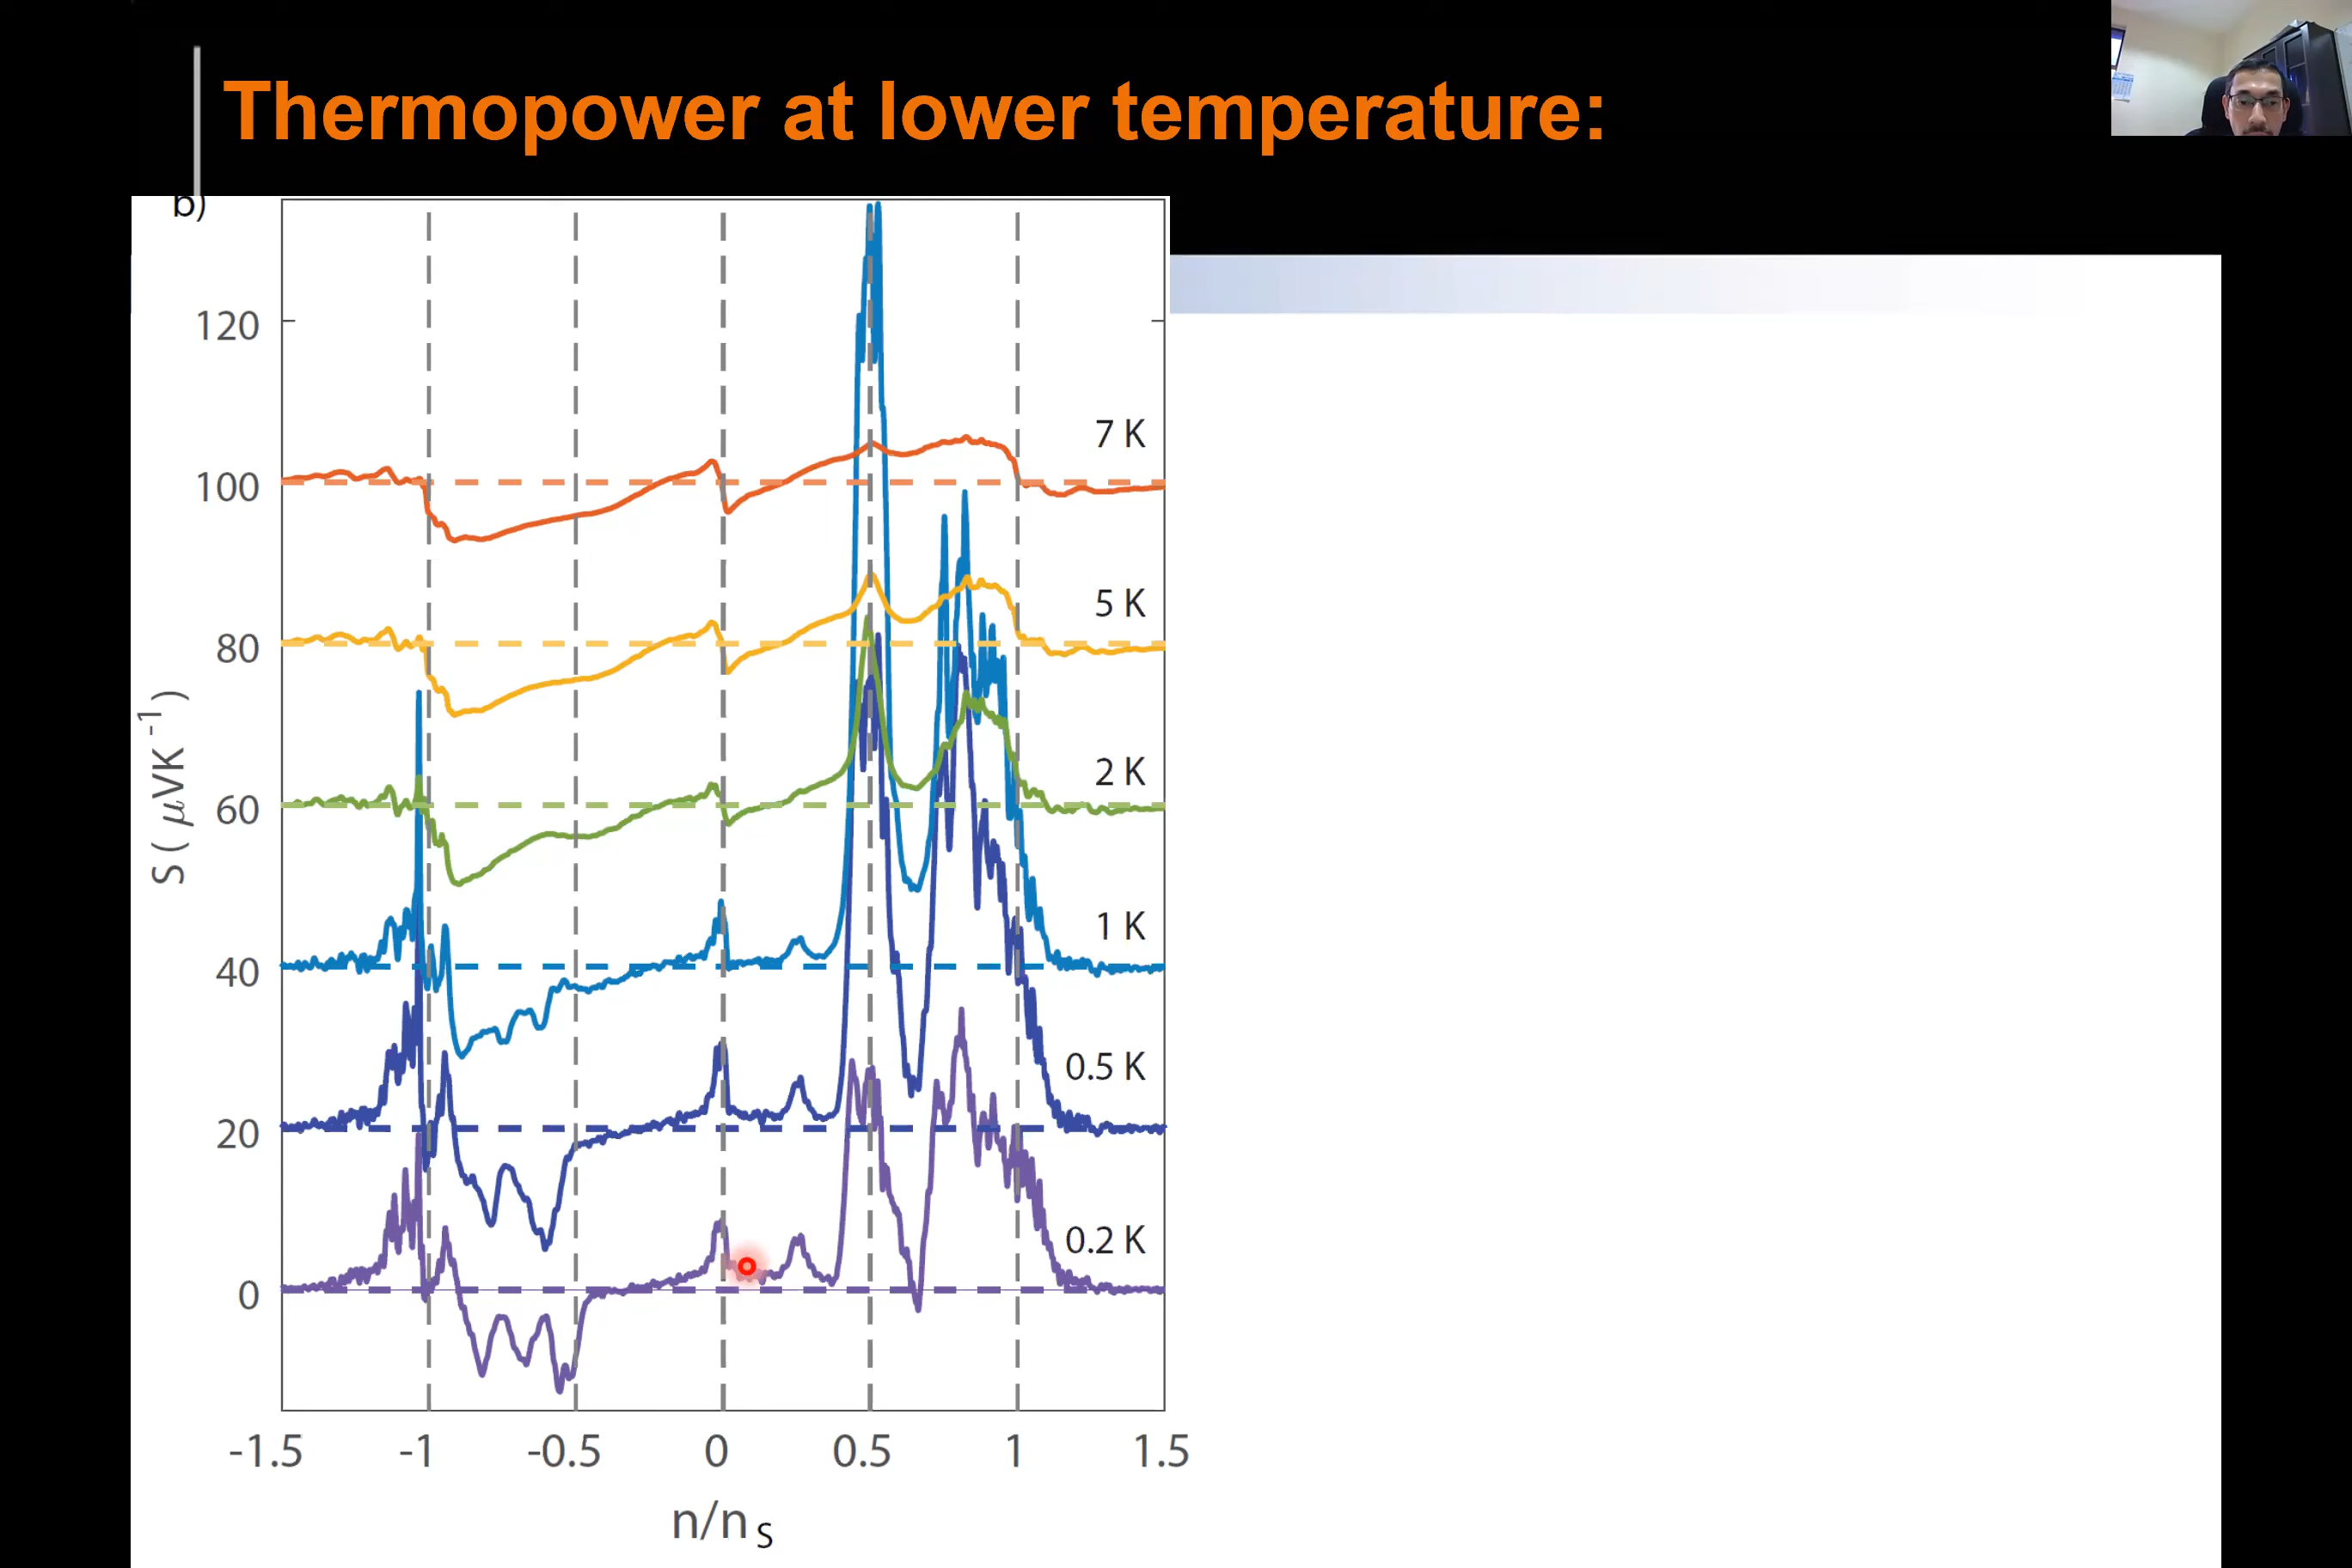 Thermopower at lower temperature:
b)
120
100
80
60
40
20
0
S ( μVK⁻¹ )
7 K
5 K
2 K
1 K
0.5 K
0.2 K
-1.5 -1 -0.5 0 0.5 1 1.5
n/n S